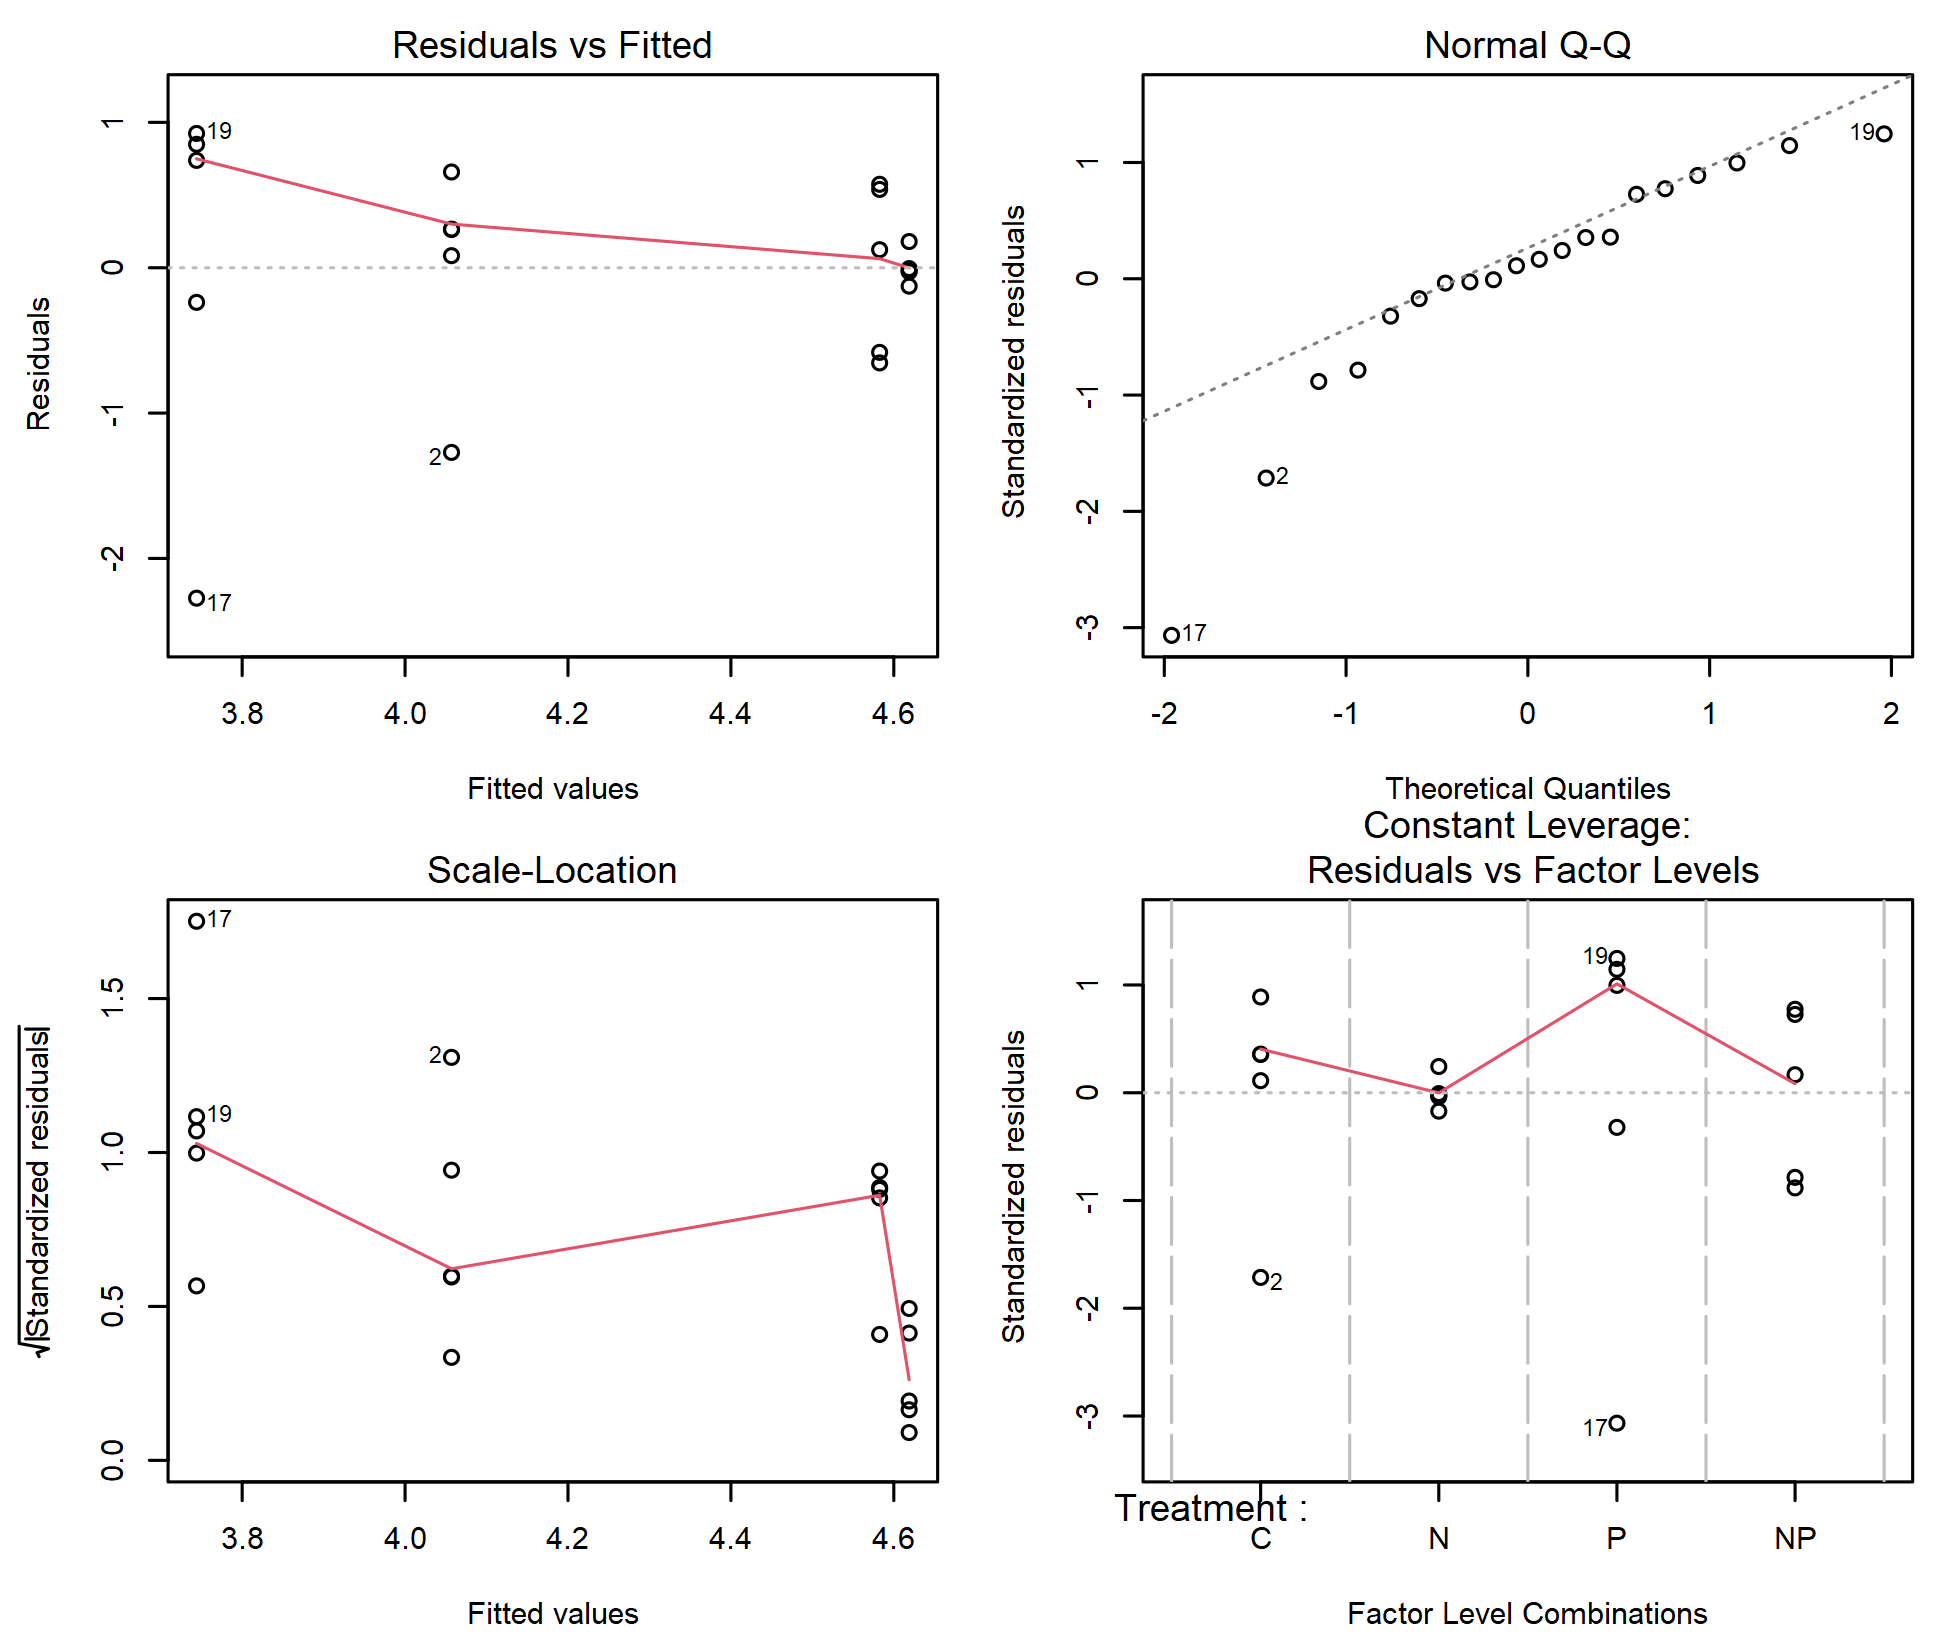 Residuals vs Fitted
Residuals
1
0
-1
-2
19
2
17
3.8 4.0 4.2 4.4 4.6
Fitted values
Normal Q-Q
Standardized residuals
1
0
-1
-2
-3
19
2
17
-2 -1 0 1 2
Theoretical Quantiles
Scale-Location
√|Standardized residuals|
1.5
1.0
0.5
0.0
17
2
19
3.8 4.0 4.2 4.4 4.6
Fitted values
Constant Leverage:
Residuals vs Factor Levels
Standardized residuals
1
0
-1
-2
-3
19
2
17
Treatment :
C N P NP
Factor Level Combinations